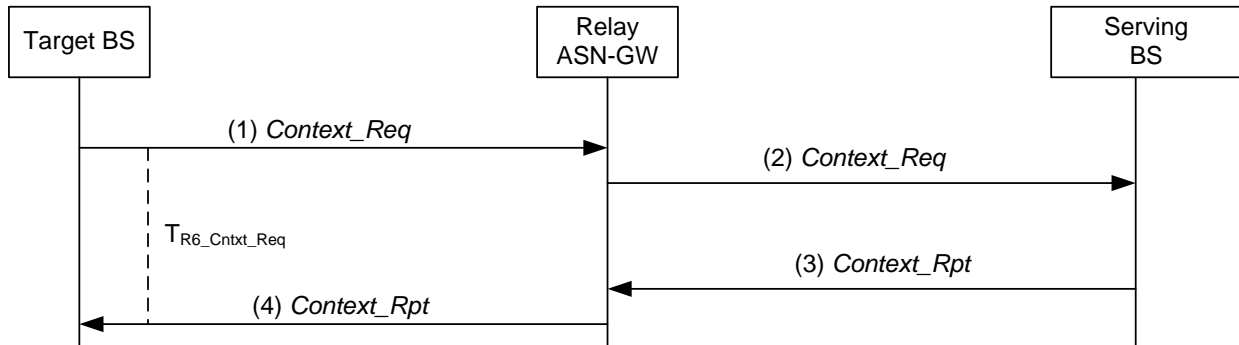 Target BS
Relay
ASN-GW
Serving
BS
(1) Context_Req
(2) Context_Req
TR6_Cntxt_Req
(3) Context_Rpt
(4) Context_Rpt